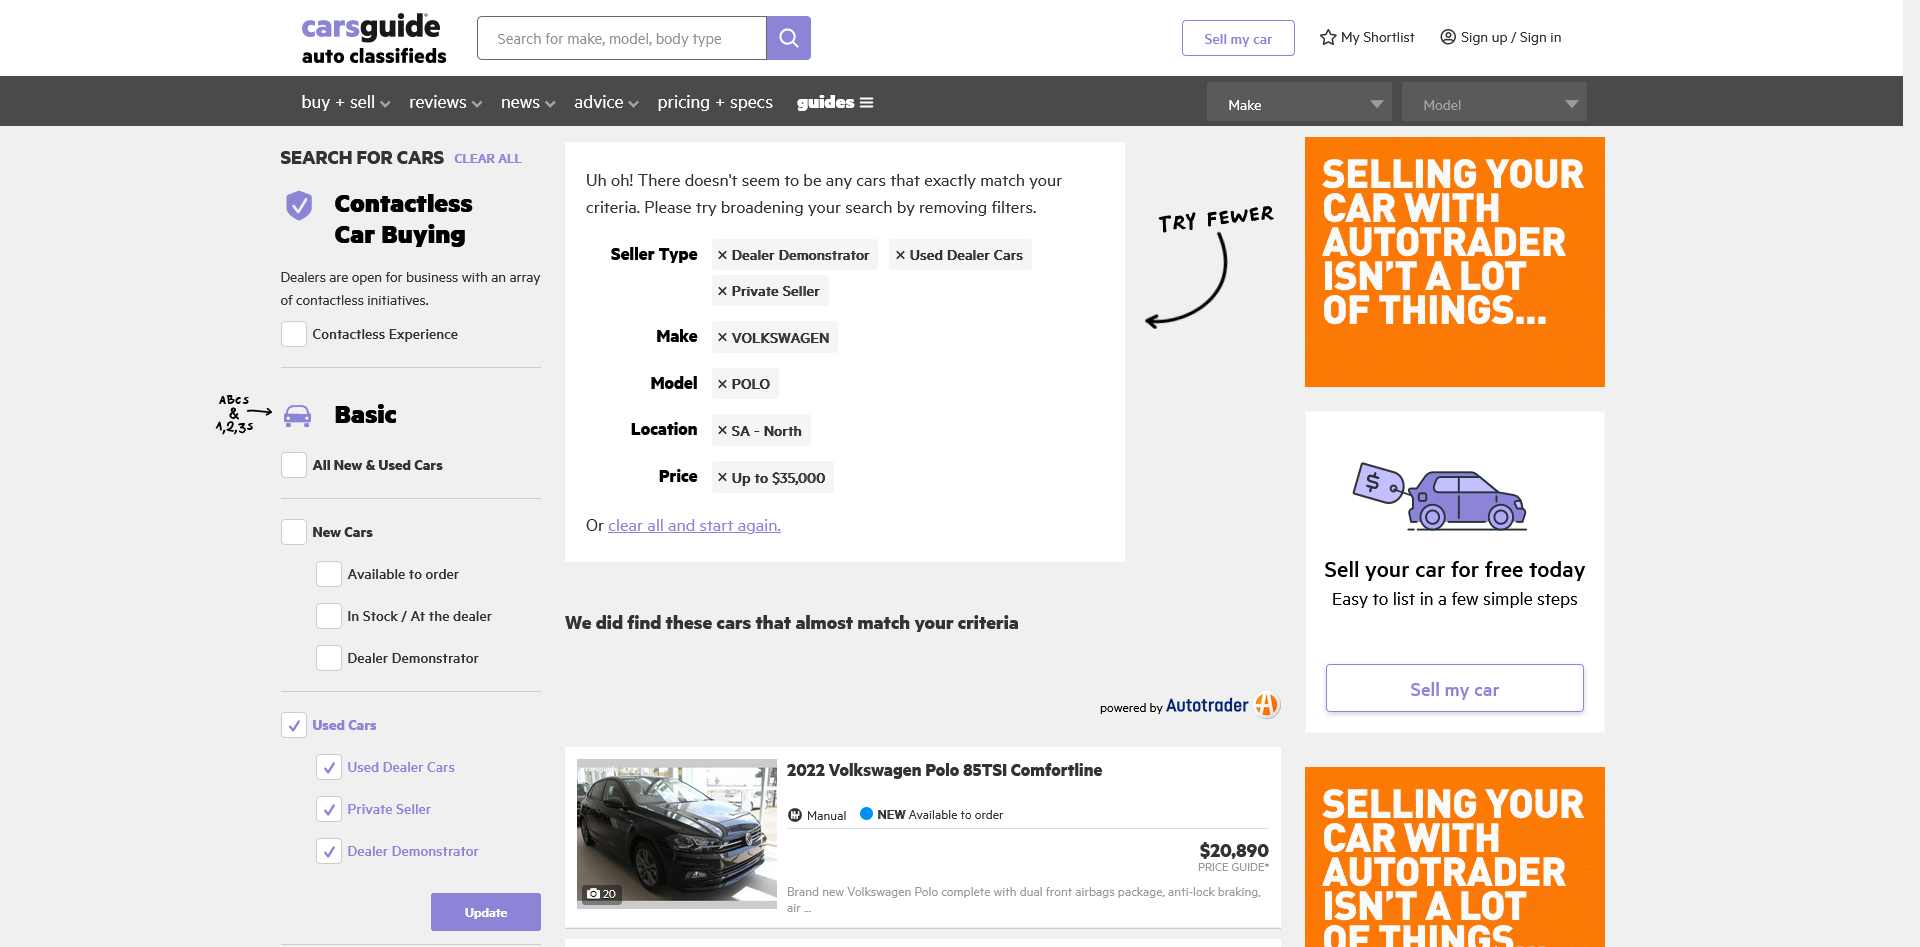 carsguide
auto classifieds
Search for make, model, body type
Sell my car
My Shortlist
Sign up / Sign in
buy + sell
reviews
news
advice
pricing + specs
guides
Make
Model
SEARCH FOR CARS
CLEAR ALL
Contactless
Car Buying
Dealers are open for business with an array
of contactless initiatives.
Contactless Experience
ABCs
&
1,2,3s
Basic
All New & Used Cars
New Cars
Available to order
In Stock / At the dealer
Dealer Demonstrator
Used Cars
Used Dealer Cars
Private Seller
Dealer Demonstrator
Update
Uh oh! There doesn't seem to be any cars that exactly match your
criteria. Please try broadening your search by removing filters.
Seller Type
× Dealer Demonstrator
× Used Dealer Cars
× Private Seller
Make
× VOLKSWAGEN
Model
× POLO
Location
× SA - North
Price
× Up to $35,000
Or clear all and start again.
TRY FEWER
We did find these cars that almost match your criteria
powered by Autotrader
2022 Volkswagen Polo 85TSI Comfortline
Manual
NEW Available to order
$20,890
PRICE GUIDE*
Brand new Volkswagen Polo complete with dual front airbags package, anti-lock braking,
air ...
20
SELLING YOUR
CAR WITH
AUTOTRADER
ISN'T A LOT
OF THINGS...
$
Sell your car for free today
Easy to list in a few simple steps
Sell my car
SELLING YOUR
CAR WITH
AUTOTRADER
ISN'T A LOT
OF THINGS...